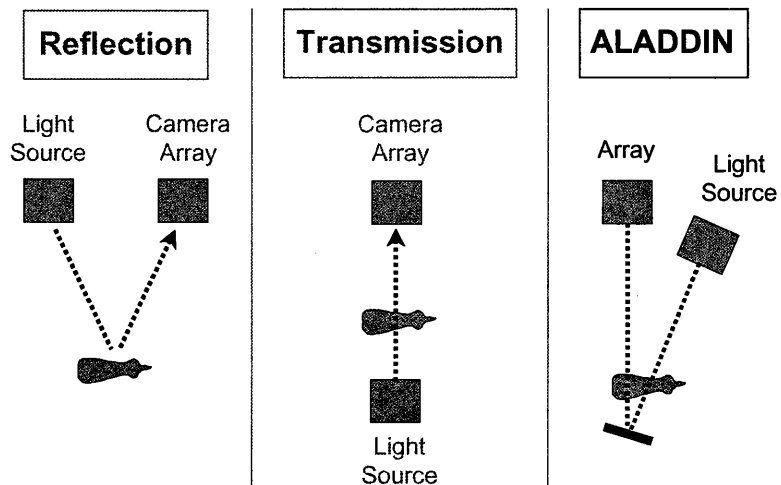 Reflection
Light
Source
Camera
Array
Transmission
Camera
Array
Light
Source
ALADDIN
Array
Light
Source